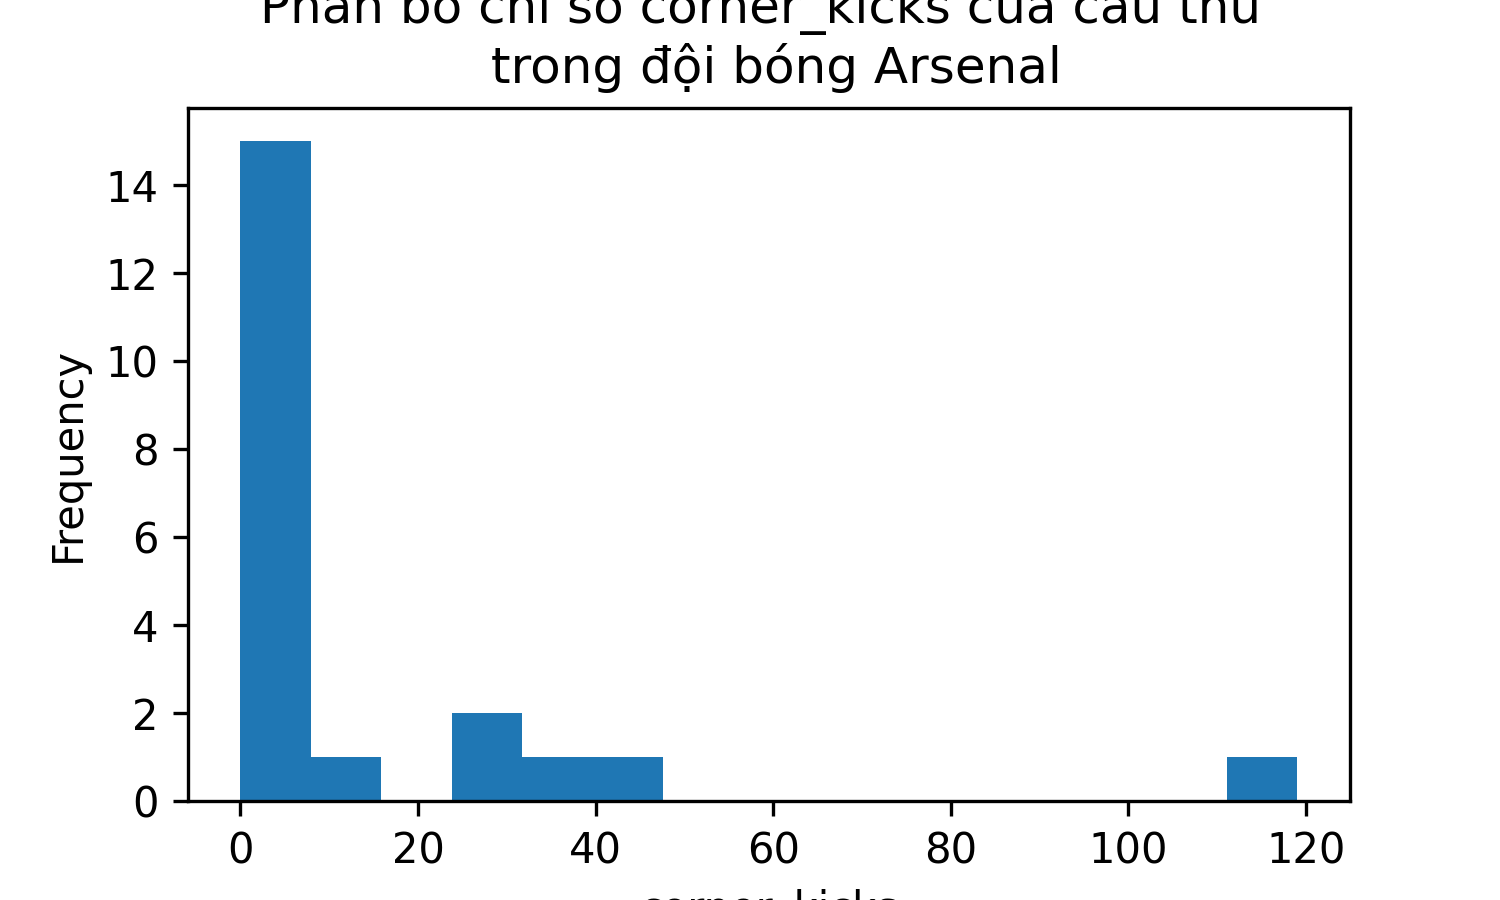 Phân bố chỉ số corner_kicks của cầu thủ
trong đội bóng Arsenal
Frequency
14
12
10
8
6
4
2
0
0 20 40 60 80 100 120
corner_kicks